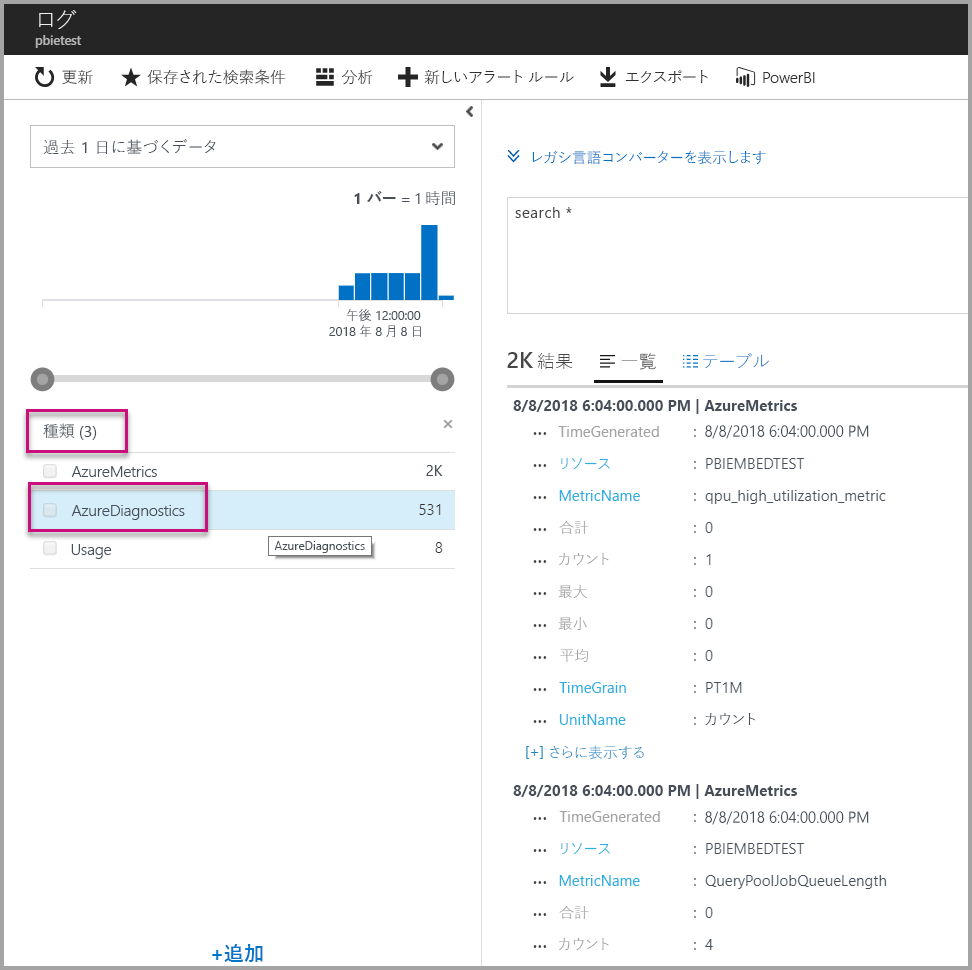 ログ
pbietest
更新 保存された検索条件 分析 新しいアラート ルール エクスポート PowerBI
過去 1 日に基づくデータ
1 バー = 1 時間
午後 12:00:00
2018 年 8 月 8 日
種類 (3)
AzureMetrics 2K
AzureDiagnostics 531
Usage 8
AzureDiagnostics
+追加
レガシ言語コンバーターを表示します
search *
2K 結果 一覧 テーブル
8/8/2018 6:04:00.000 PM | AzureMetrics
... TimeGenerated : 8/8/2018 6:04:00.000 PM
... リソース : PBIEMBEDTEST
... MetricName : qpu_high_utilization_metric
... 合計 : 0
... カウント : 1
... 最大 : 0
... 最小 : 0
... 平均 : 0
... TimeGrain : PT1M
... UnitName : カウント
[+] さらに表示する
8/8/2018 6:04:00.000 PM | AzureMetrics
... TimeGenerated : 8/8/2018 6:04:00.000 PM
... リソース : PBIEMBEDTEST
... MetricName : QueryPoolJobQueueLength
... 合計 : 0
... カウント : 4